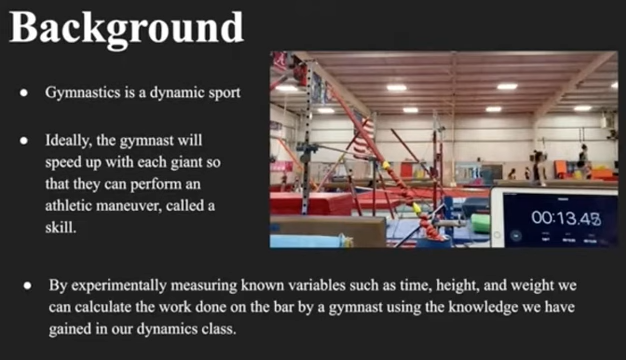 Background
Gymnastics is a dynamic sport
Ideally, the gymnast will
speed up with each giant so
that they can perform an
athletic maneuver, called a
skill.
00:13.45
By experimentally measuring known variables such as time, height, and weight we
can calculate the work done on the bar by a gymnast using the knowledge we have
gained in our dynamics class.